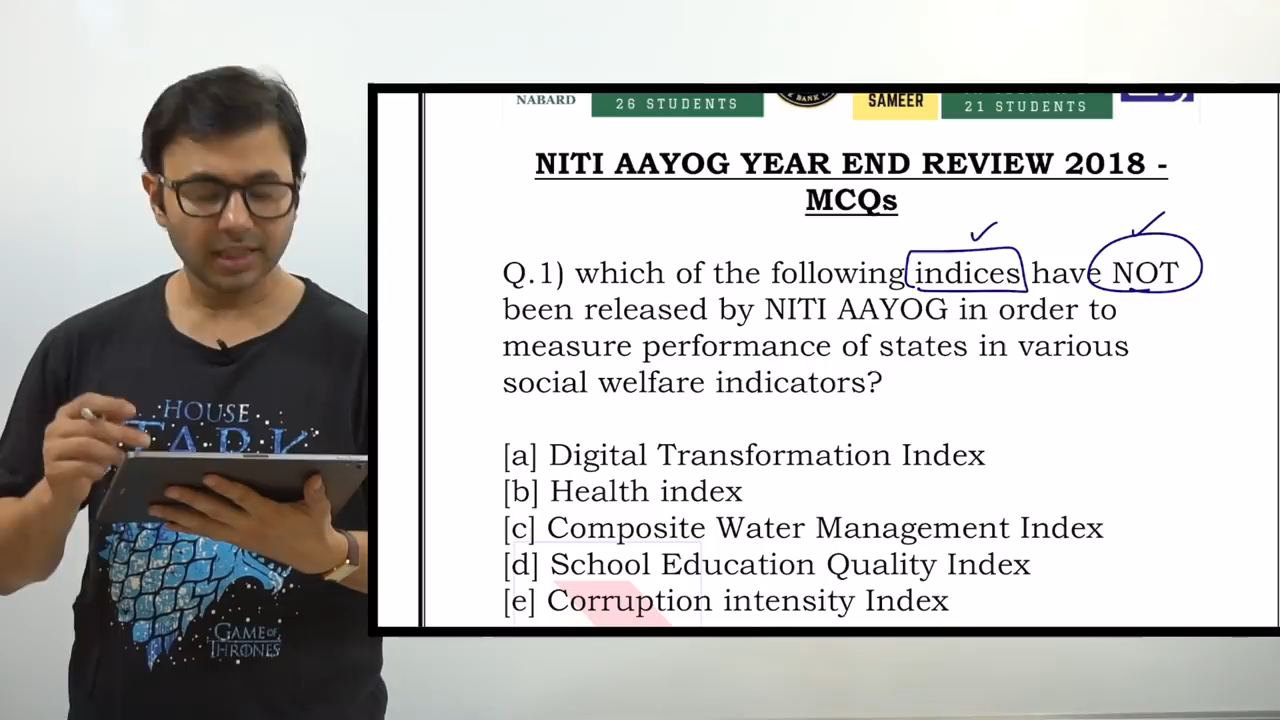 NABARD
26 STUDENTS
SAMEER
21 STUDENTS
NITI AAYOG YEAR END REVIEW 2018 -
MCQs
Q.1) which of the following indices have NOT
been released by NITI AAYOG in order to
measure performance of states in various
social welfare indicators?
[a] Digital Transformation Index
[b] Health index
[c] Composite Water Management Index
[d] School Education Quality Index
[e] Corruption intensity Index
HOUSE
STARK
GAME OF
THRONES